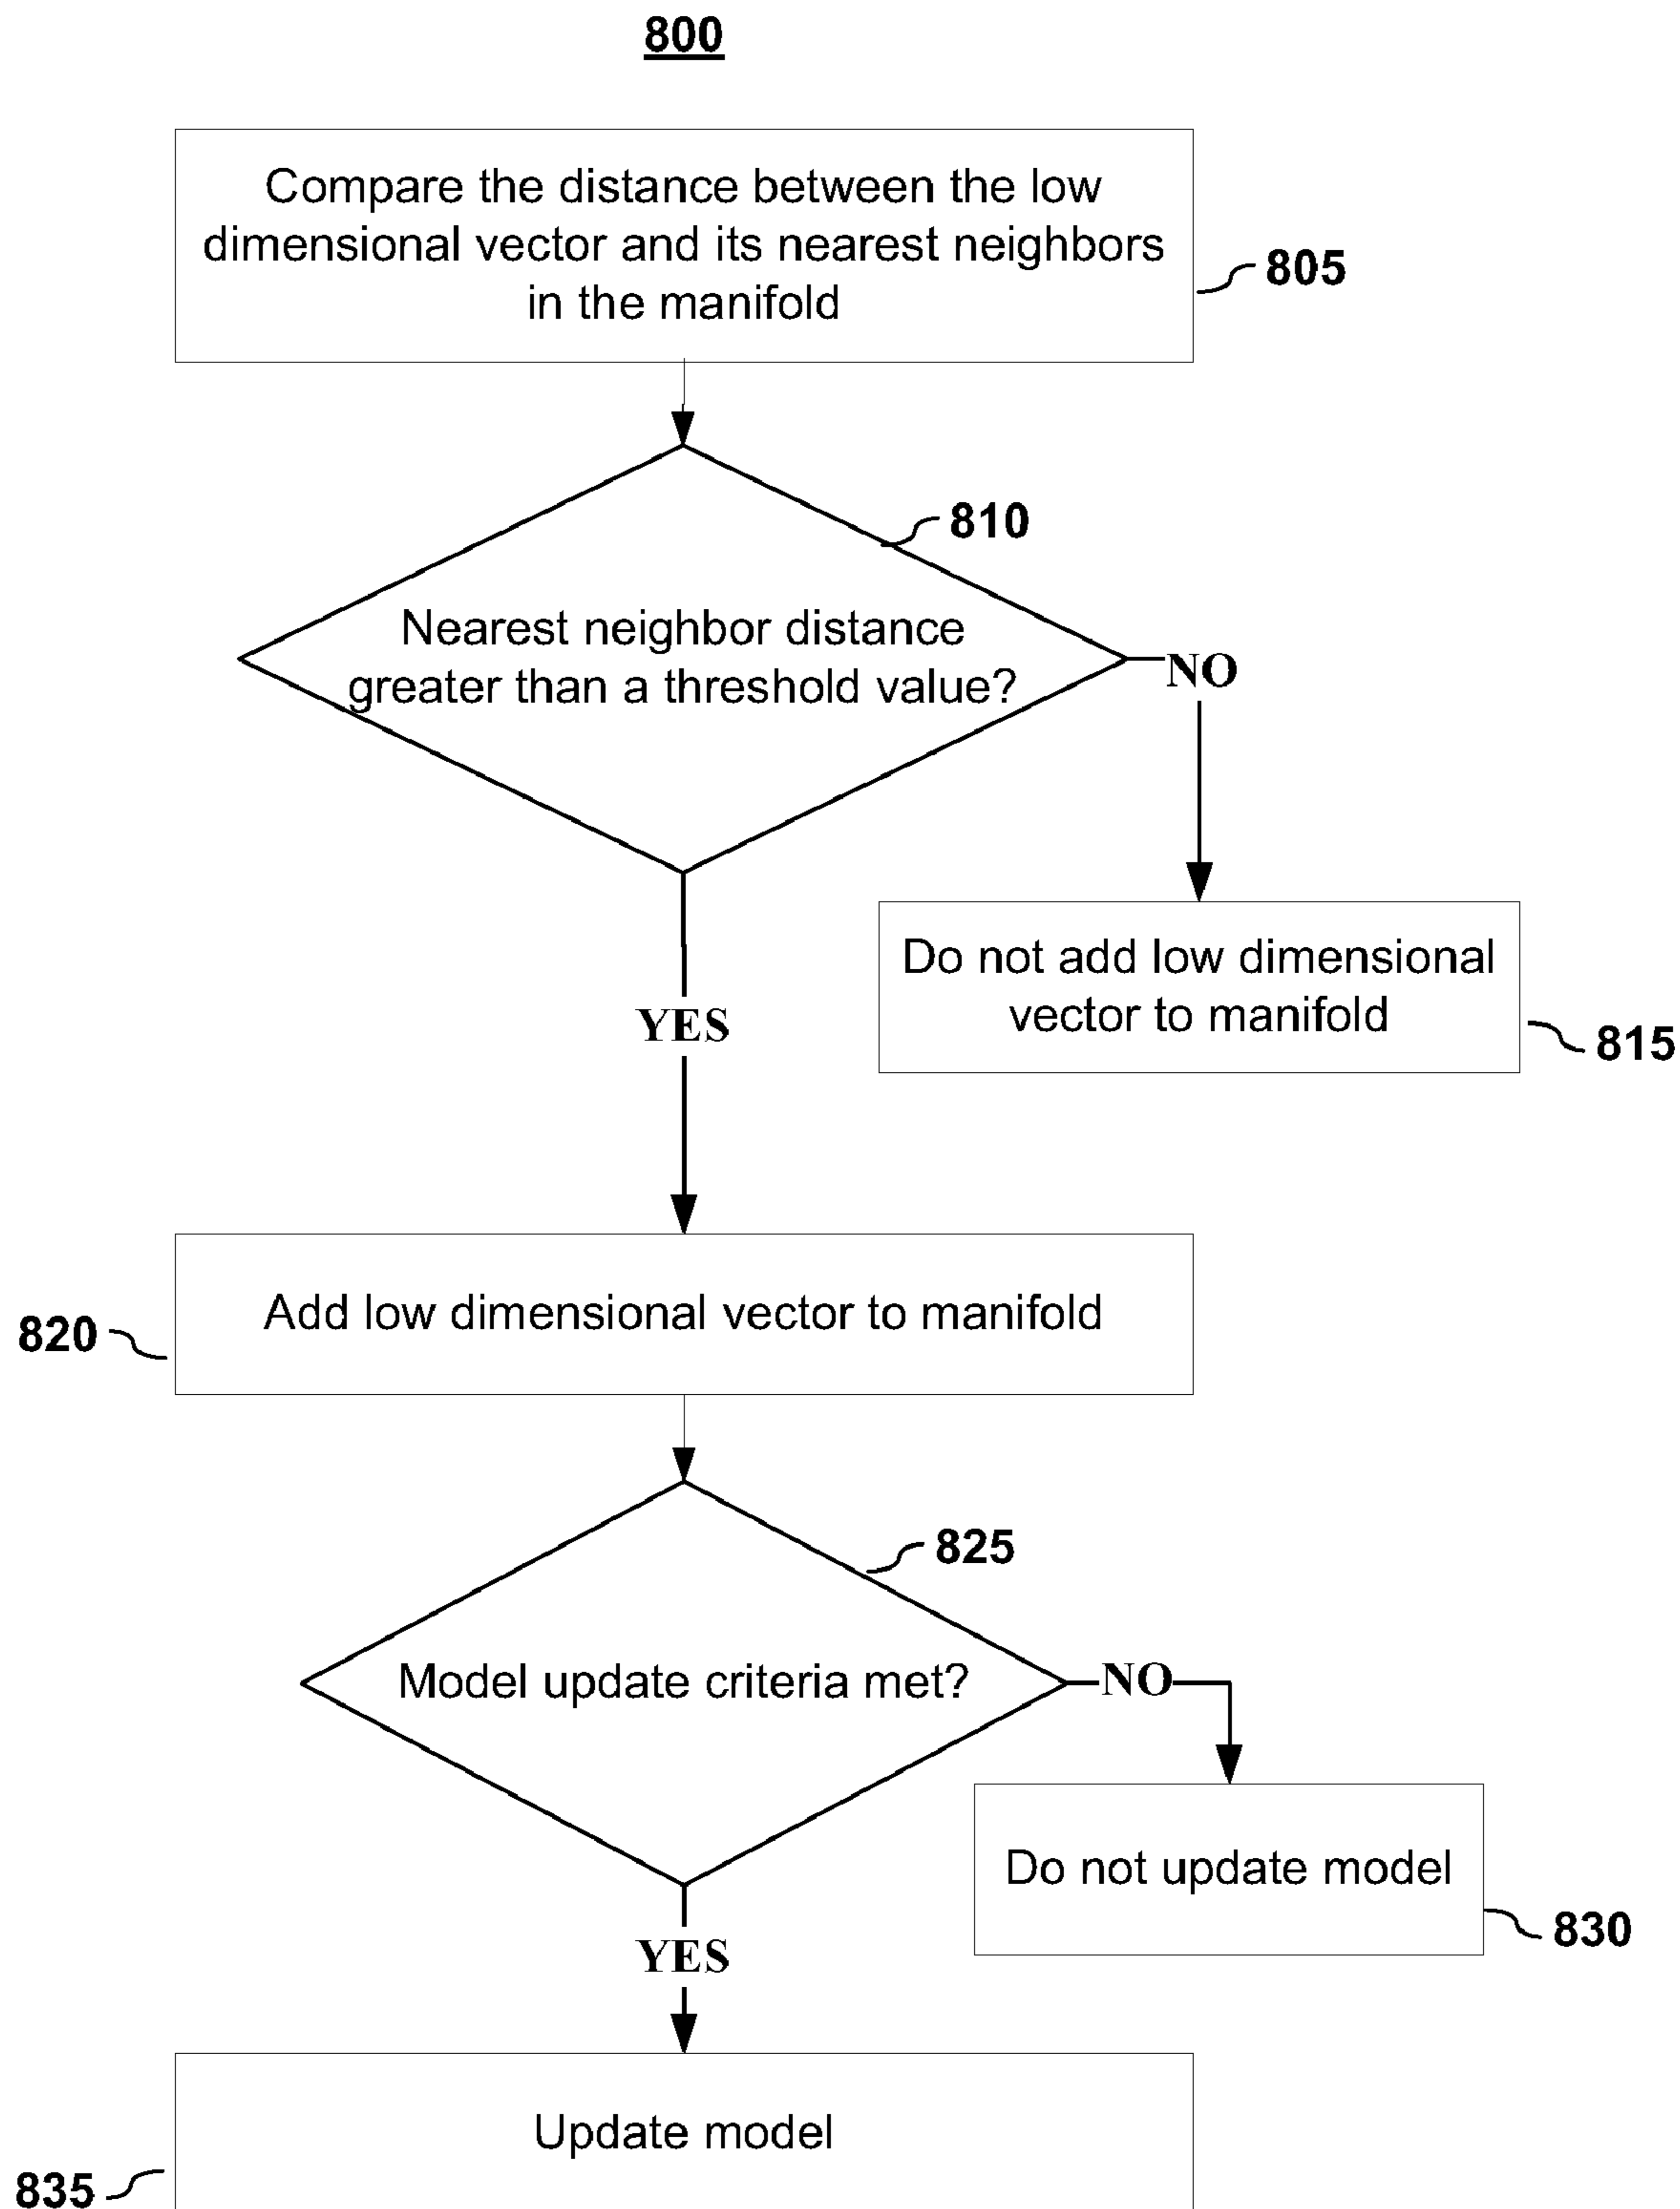 800
Compare the distance between the low
dimensional vector and its nearest neighbors
in the manifold
805
810
Nearest neighbor distance
greater than a threshold value?
NO
Do not add low dimensional
vector to manifold
815
YES
Add low dimensional vector to manifold
820
825
Model update criteria met?
NO
Do not update model
830
YES
Update model
835